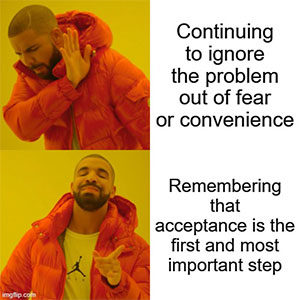 Continuing
to ignore
the problem
out of fear
or convenience
Remembering
that
acceptance is the
first and most
important step
imgflip.com